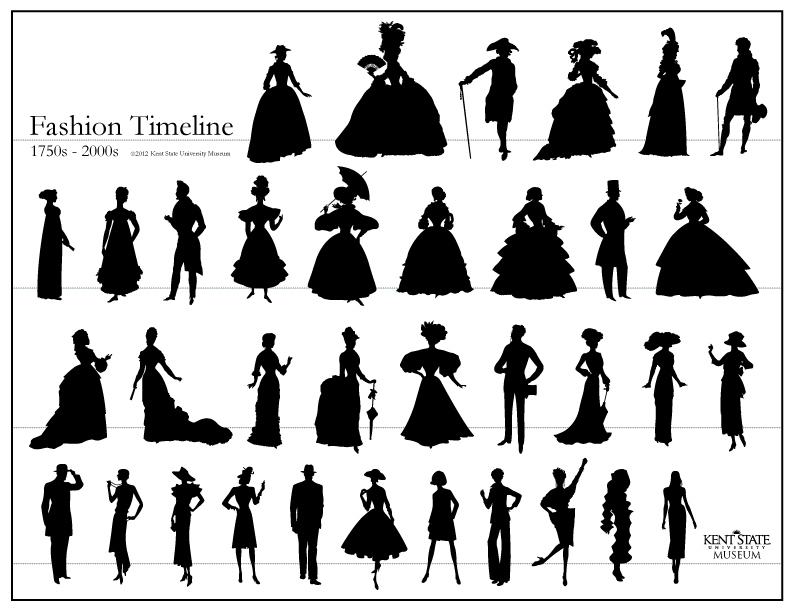 Fashion Timeline
1750s - 2000s ©2012 Kent State University Museum
KENT STATE
UNIVERSITY
MUSEUM